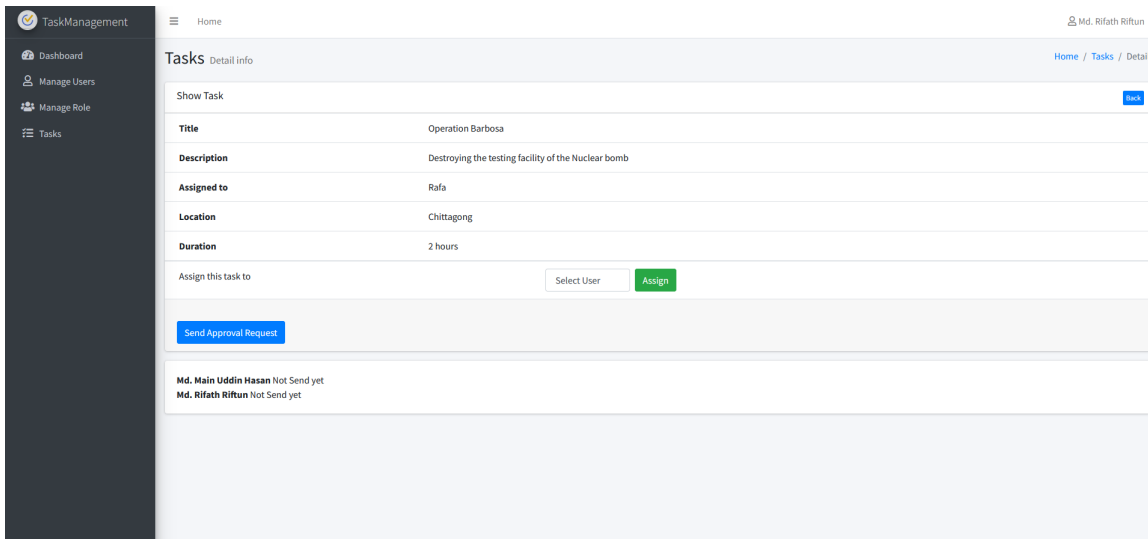 TaskManagement
Home
Md. Rifath Riftun
Dashboard
Manage Users
Manage Role
Tasks
Tasks Detail info
Home / Tasks / Detail
Show Task
Back
Title Operation Barbosa
Description Destroying the testing facility of the Nuclear bomb
Assigned to Rafa
Location Chittagong
Duration 2 hours
Assign this task to Select User Assign
Send Approval Request
Md. Main Uddin Hasan Not Send yet
Md. Rifath Riftun Not Send yet